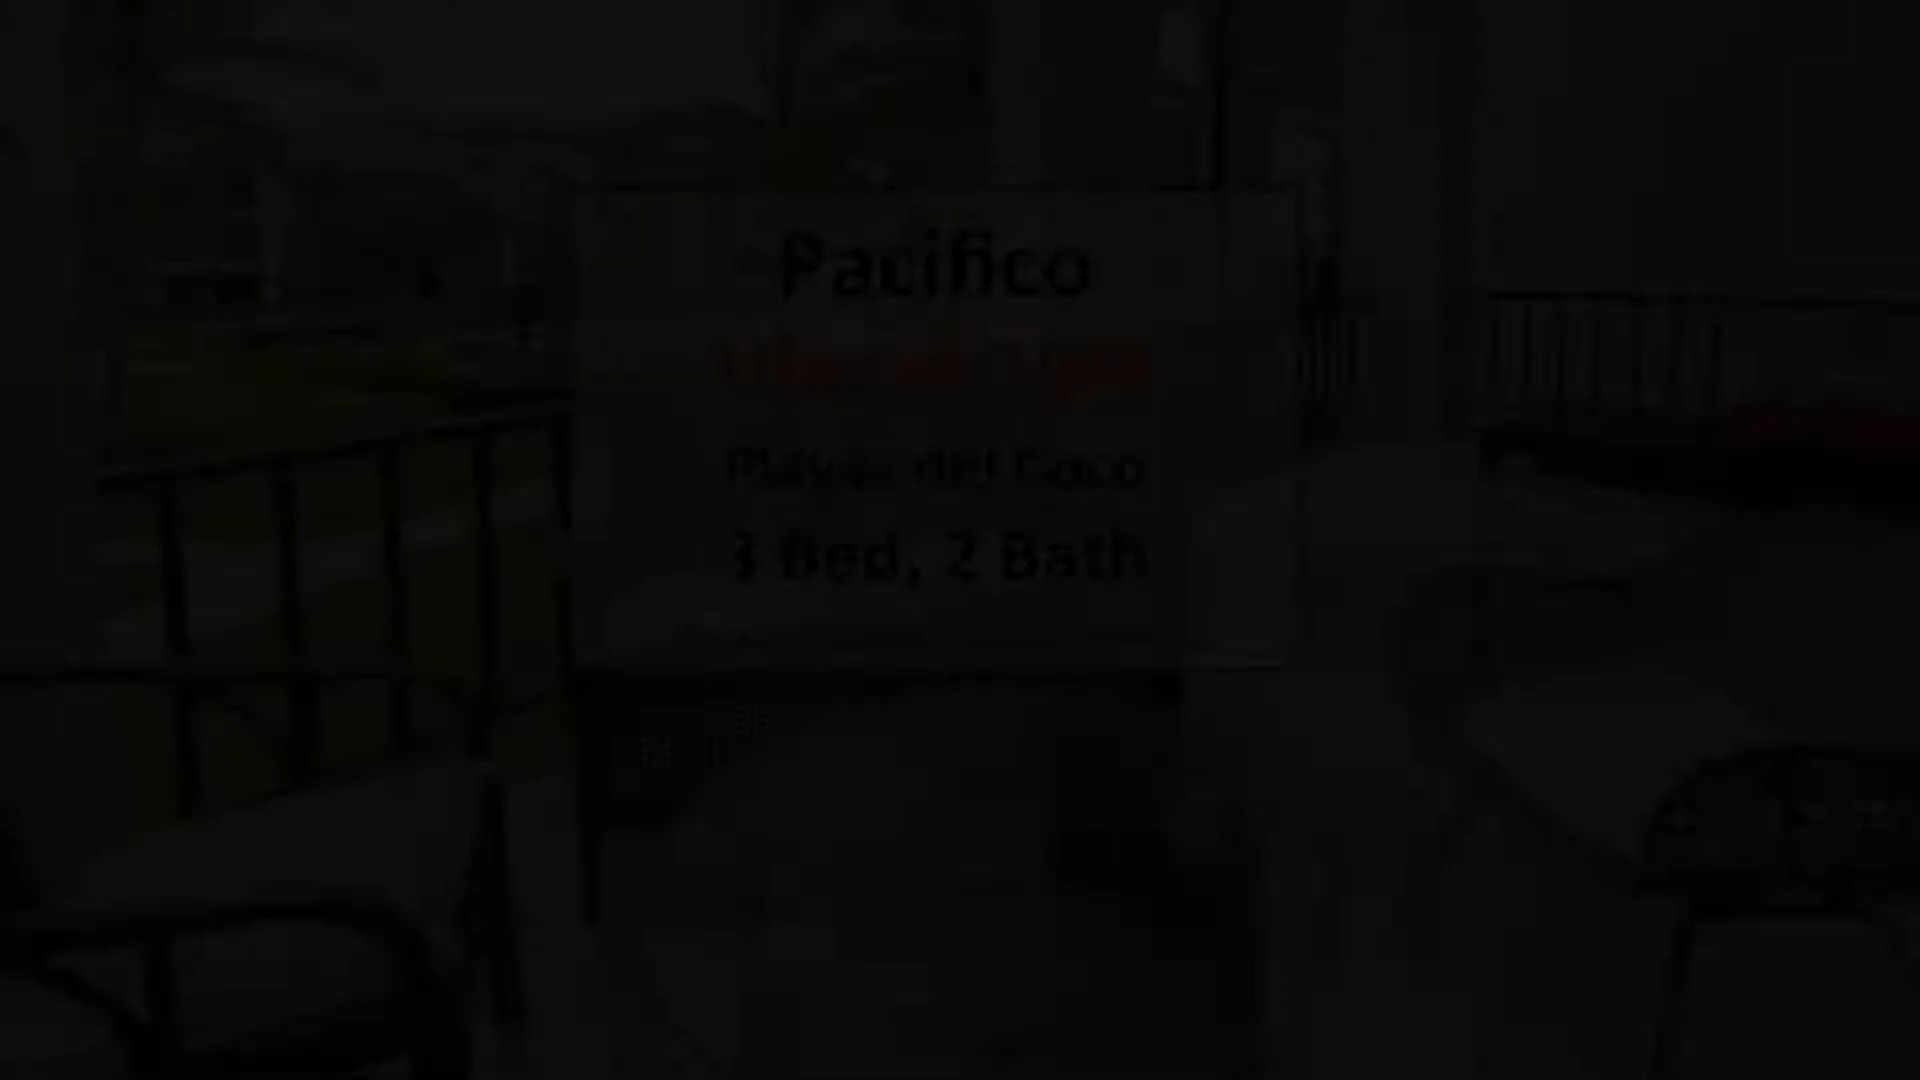 Pacifico
Playas del Coco
3 Bed, 2 Bath